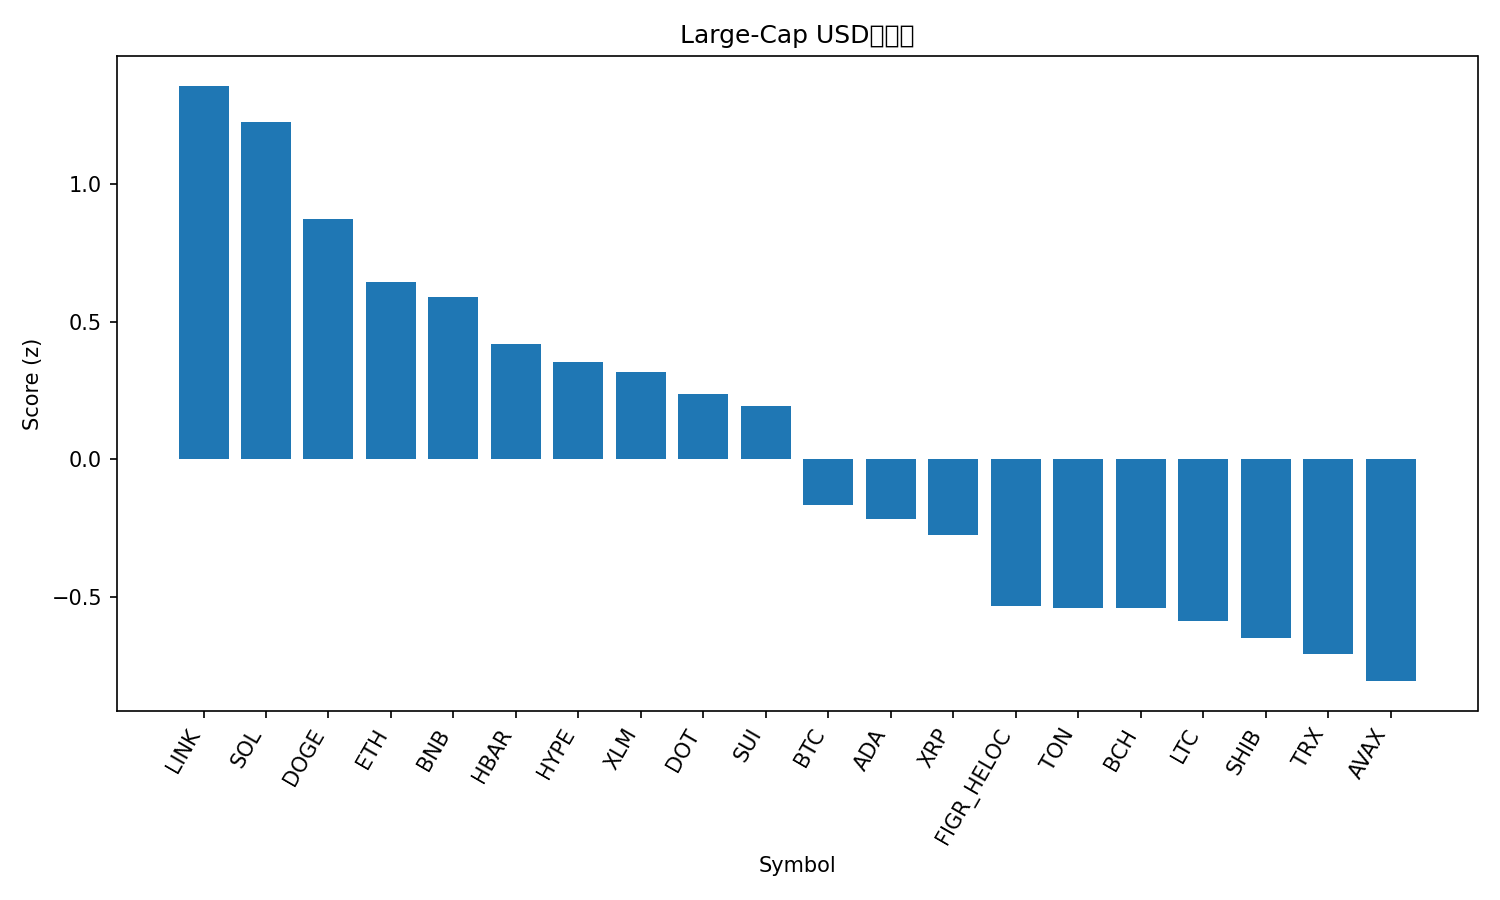 Large-Cap USD
Score (z)
1.0
0.5
0.0
−0.5
LINK
SOL
DOGE
ETH
BNB
HBAR
HYPE
XLM
DOT
SUI
BTC
ADA
XRP
FIGR_HELOC
TON
BCH
LTC
SHIB
TRX
AVAX
Symbol